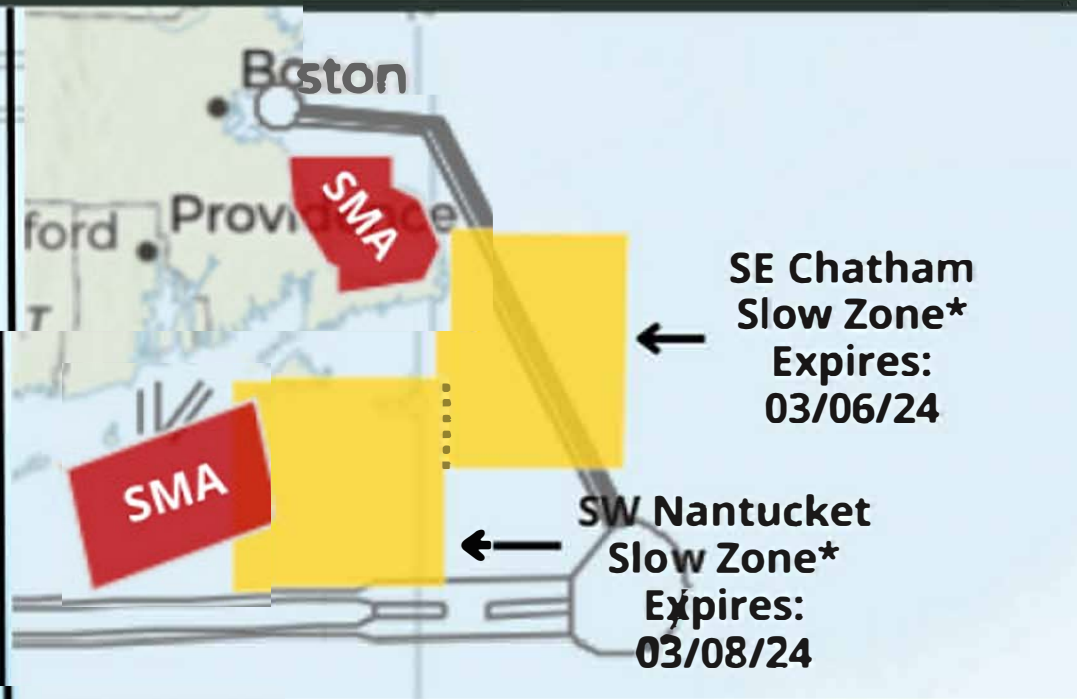 Boston
SMA
Providence
ford
SE Chatham
Slow Zone*
Expires:
03/06/24
T
SMA
SW Nantucket
Slow Zone*
Expires:
03/08/24